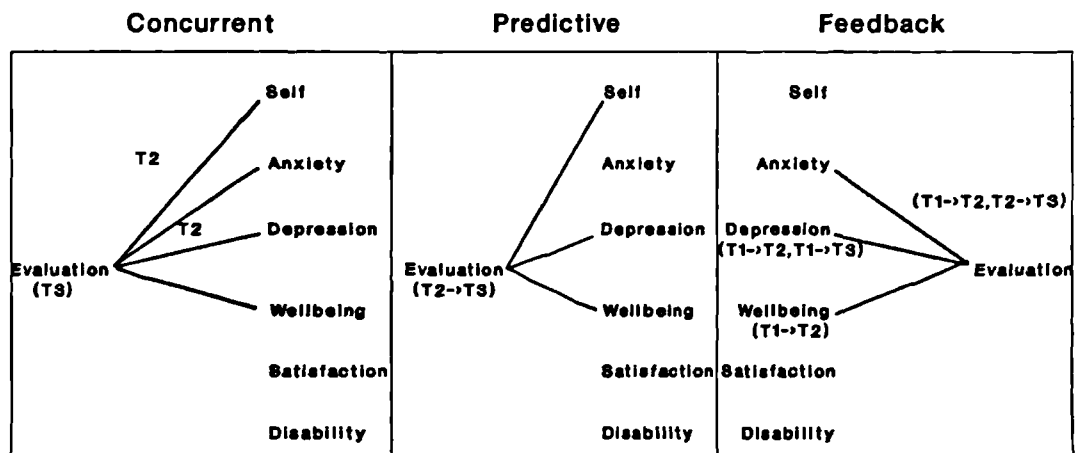 Concurrent
Predictive
Feedback
Self
T2
Anxiety
T2
Depression
Evaluation
(T3)
Wellbeing
Satisfaction
Disability
Self
Anxiety
Depression
Evaluation
(T2->T3)
Wellbeing
Satisfaction
Disability
Self
Anxiety
(T1->T2,T2->T3)
Depression
(T1->T2,T1->T3)
Evaluation
Wellbeing
(T1->T2)
Satisfaction
Disability